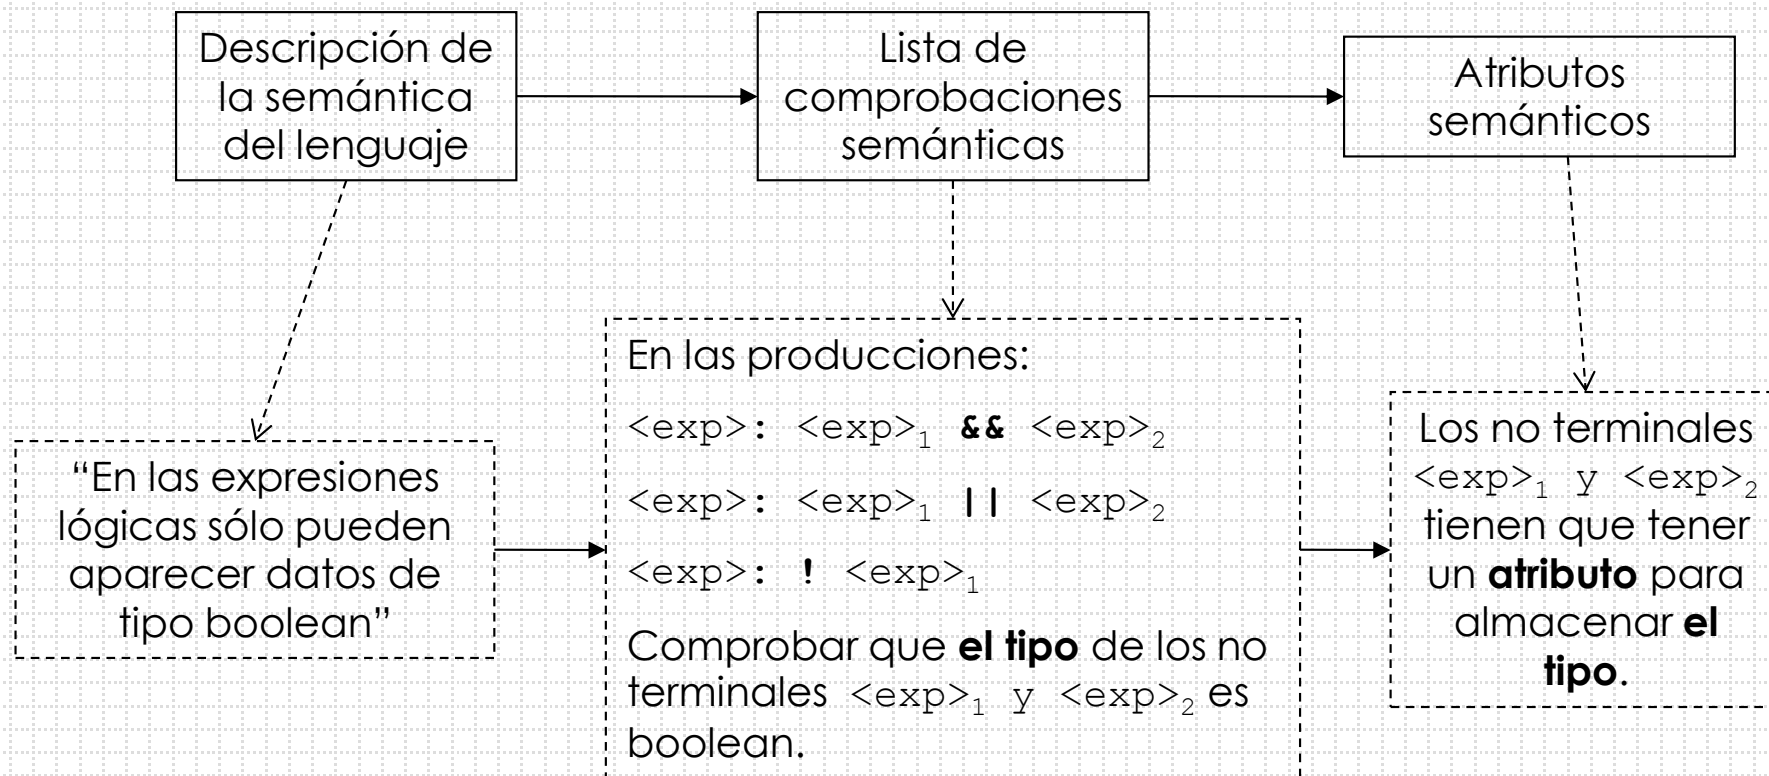 Descripción de
la semántica
del lenguaje
Lista de
comprobaciones
semánticas
Atributos
semánticos
“En las expresiones
lógicas sólo pueden
aparecer datos de
tipo boolean”
En las producciones:
<exp>: <exp>1 && <exp>2
<exp>: <exp>1 || <exp>2
<exp>: ! <exp>1
Comprobar que el tipo de los no
terminales <exp>1 y <exp>2 es
boolean.
Los no terminales
<exp>1 y <exp>2
tienen que tener
un atributo para
almacenar el
tipo.